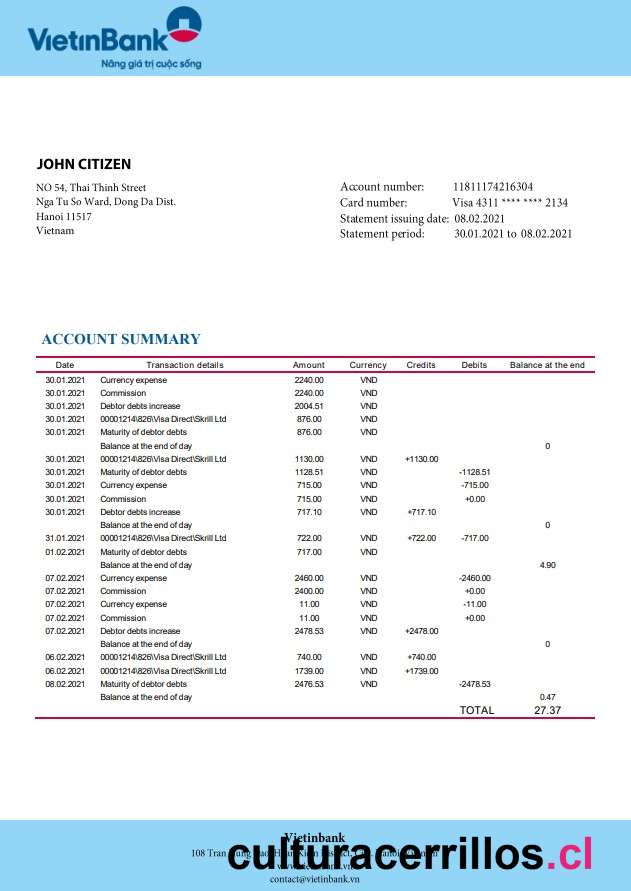 VietinBank
Nâng giá trị cuộc sống
JOHN CITIZEN
NO 54, Thai Thinh Street
Nga Tu So Ward, Dong Da Dist.
Hanoi 11517
Vietnam
Account number: 11811174216304
Card number: Visa 4311 **** **** 2134
Statement issuing date: 08.02.2021
Statement period: 30.01.2021 to 08.02.2021
ACCOUNT SUMMARY
Date Transaction details Amount Currency Credits Debits Balance at the end
30.01.2021 Currency expense 2240.00 VND
30.01.2021 Commission 2240.00 VND
30.01.2021 Debtor debts increase 2004.51 VND
30.01.2021 00001214\826\Visa Direct\Skrill Ltd 876.00 VND
30.01.2021 Maturity of debtor debts 876.00 VND
Balance at the end of day 0
30.01.2021 00001214\826\Visa Direct\Skrill Ltd 1130.00 VND +1130.00
30.01.2021 Maturity of debtor debts 1128.51 VND -1128.51
30.01.2021 Currency expense 715.00 VND -715.00
30.01.2021 Commission 715.00 VND +0.00
30.01.2021 Debtor debts increase 717.10 VND +717.10
Balance at the end of day 0
31.01.2021 00001214\826\Visa Direct\Skrill Ltd 722.00 VND +722.00 -717.00
01.02.2021 Maturity of debtor debts 717.00 VND
Balance at the end of day 4.90
07.02.2021 Currency expense 2460.00 VND -2460.00
07.02.2021 Commission 2400.00 VND +0.00
07.02.2021 Currency expense 11.00 VND -11.00
07.02.2021 Commission 11.00 VND +0.00
07.02.2021 Debtor debts increase 2478.53 VND +2478.00
Balance at the end of day 0
06.02.2021 00001214\826\Visa Direct\Skrill Ltd 740.00 VND +740.00
06.02.2021 00001214\826\Visa Direct\Skrill Ltd 1739.00 VND +1739.00
08.02.2021 Maturity of debtor debts 2476.53 VND -2478.53
Balance at the end of day 0.47
TOTAL 27.37
Vietinbank
108 Tran
culturacerrillos.cl
contact@vietinbank.vn